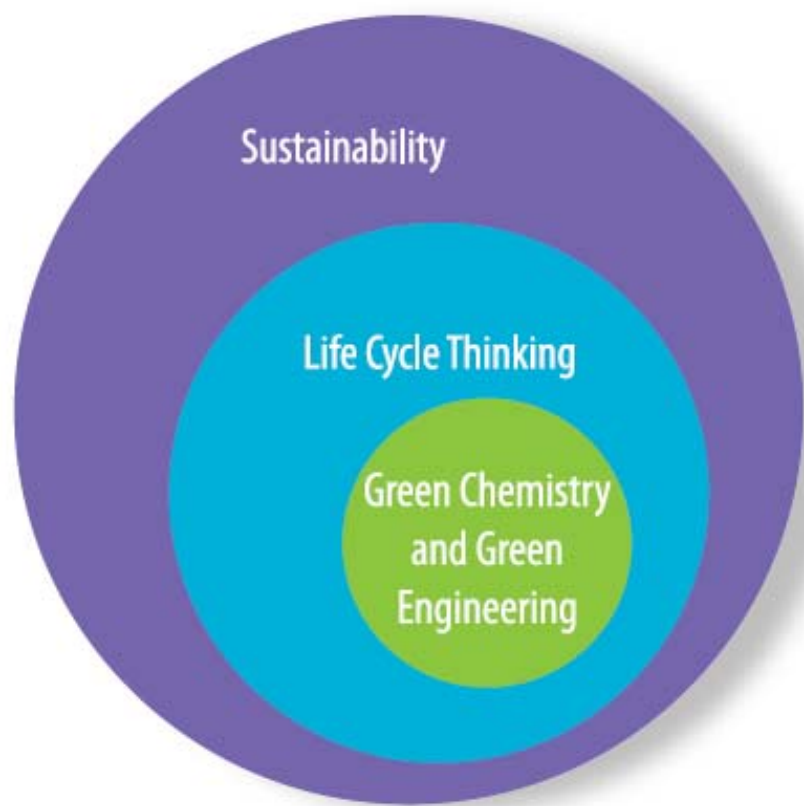 Sustainability
Life Cycle Thinking
Green Chemistry
and Green
Engineering